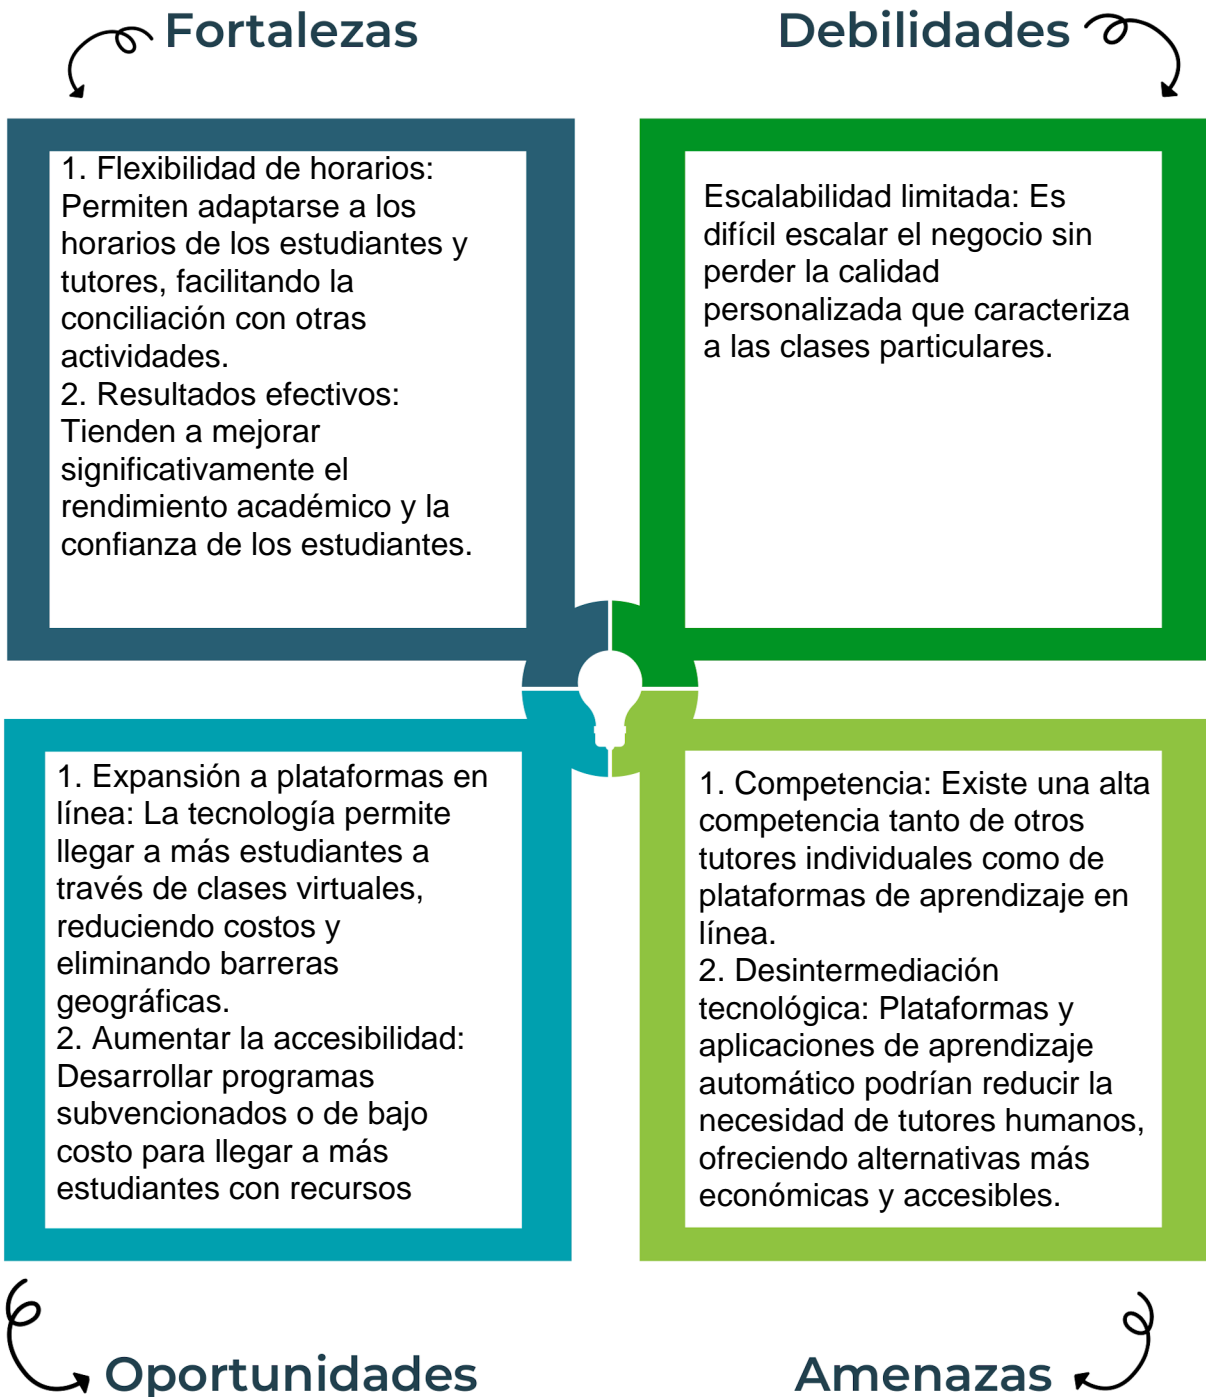 Fortalezas
1. Flexibilidad de horarios:
Permiten adaptarse a los
horarios de los estudiantes y
tutores, facilitando la
conciliación con otras
actividades.
2. Resultados efectivos:
Tienden a mejorar
significativamente el
rendimiento académico y la
confianza de los estudiantes.
Debilidades
Escalabilidad limitada: Es
difícil escalar el negocio sin
perder la calidad
personalizada que caracteriza
a las clases particulares.
1. Expansión a plataformas en
línea: La tecnología permite
llegar a más estudiantes a
través de clases virtuales,
reduciendo costos y
eliminando barreras
geográficas.
2. Aumentar la accesibilidad:
Desarrollar programas
subvencionados o de bajo
costo para llegar a más
estudiantes con recursos
Oportunidades
1. Competencia: Existe una alta
competencia tanto de otros
tutores individuales como de
plataformas de aprendizaje en
línea.
2. Desintermediación
tecnológica: Plataformas y
aplicaciones de aprendizaje
automático podrían reducir la
necesidad de tutores humanos,
ofreciendo alternativas más
económicas y accesibles.
Amenazas